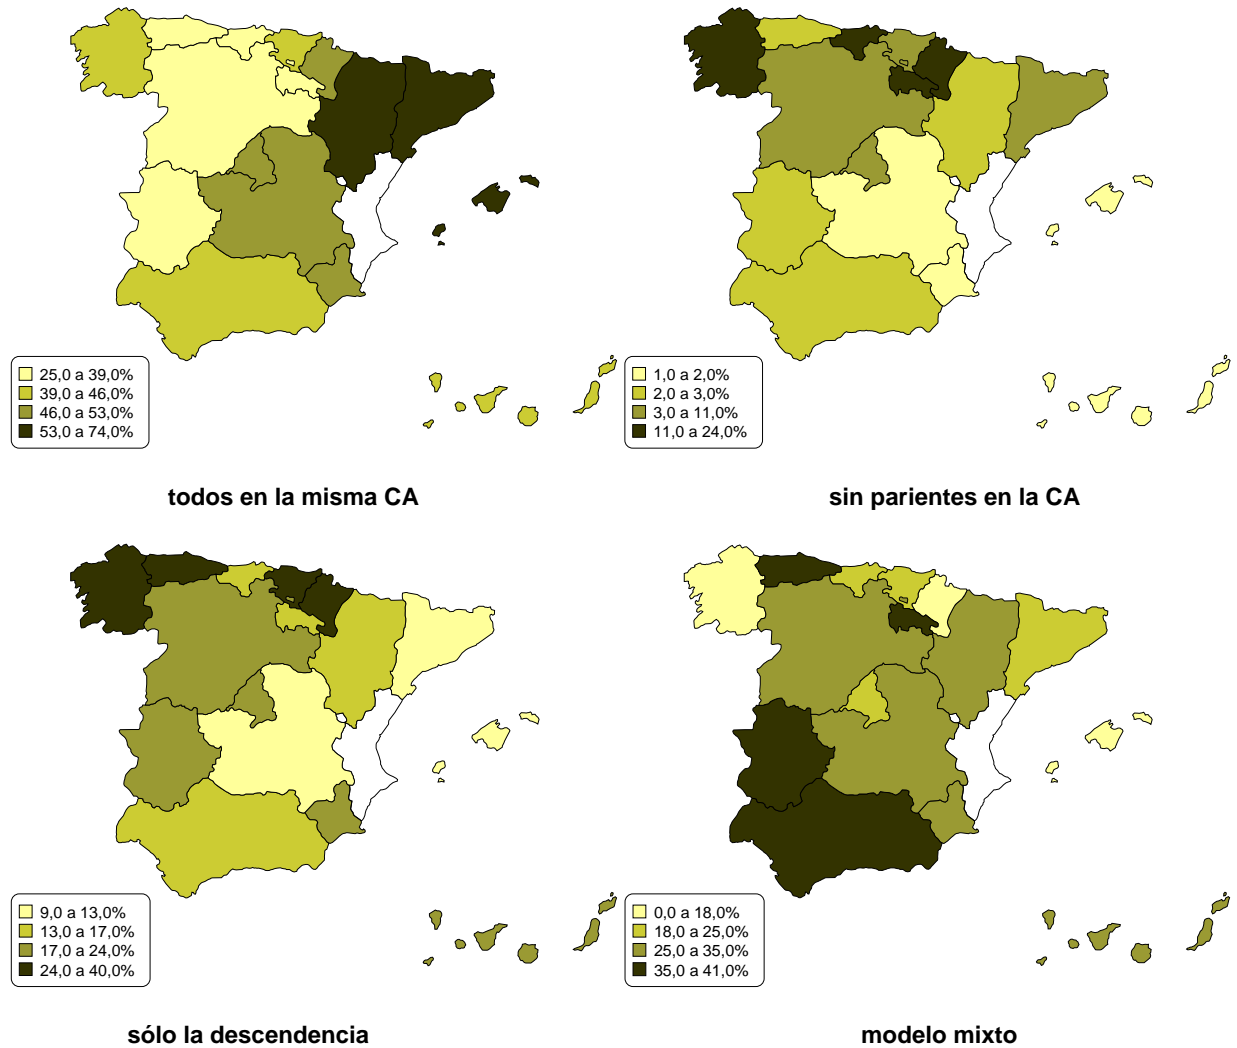 25,0 a 39,0%
39,0 a 46,0%
46,0 a 53,0%
53,0 a 74,0%
todos en la misma CA
1,0 a 2,0%
2,0 a 3,0%
3,0 a 11,0%
11,0 a 24,0%
sin parientes en la CA
9,0 a 13,0%
13,0 a 17,0%
17,0 a 24,0%
24,0 a 40,0%
sólo la descendencia
0,0 a 18,0%
18,0 a 25,0%
25,0 a 35,0%
35,0 a 41,0%
modelo mixto